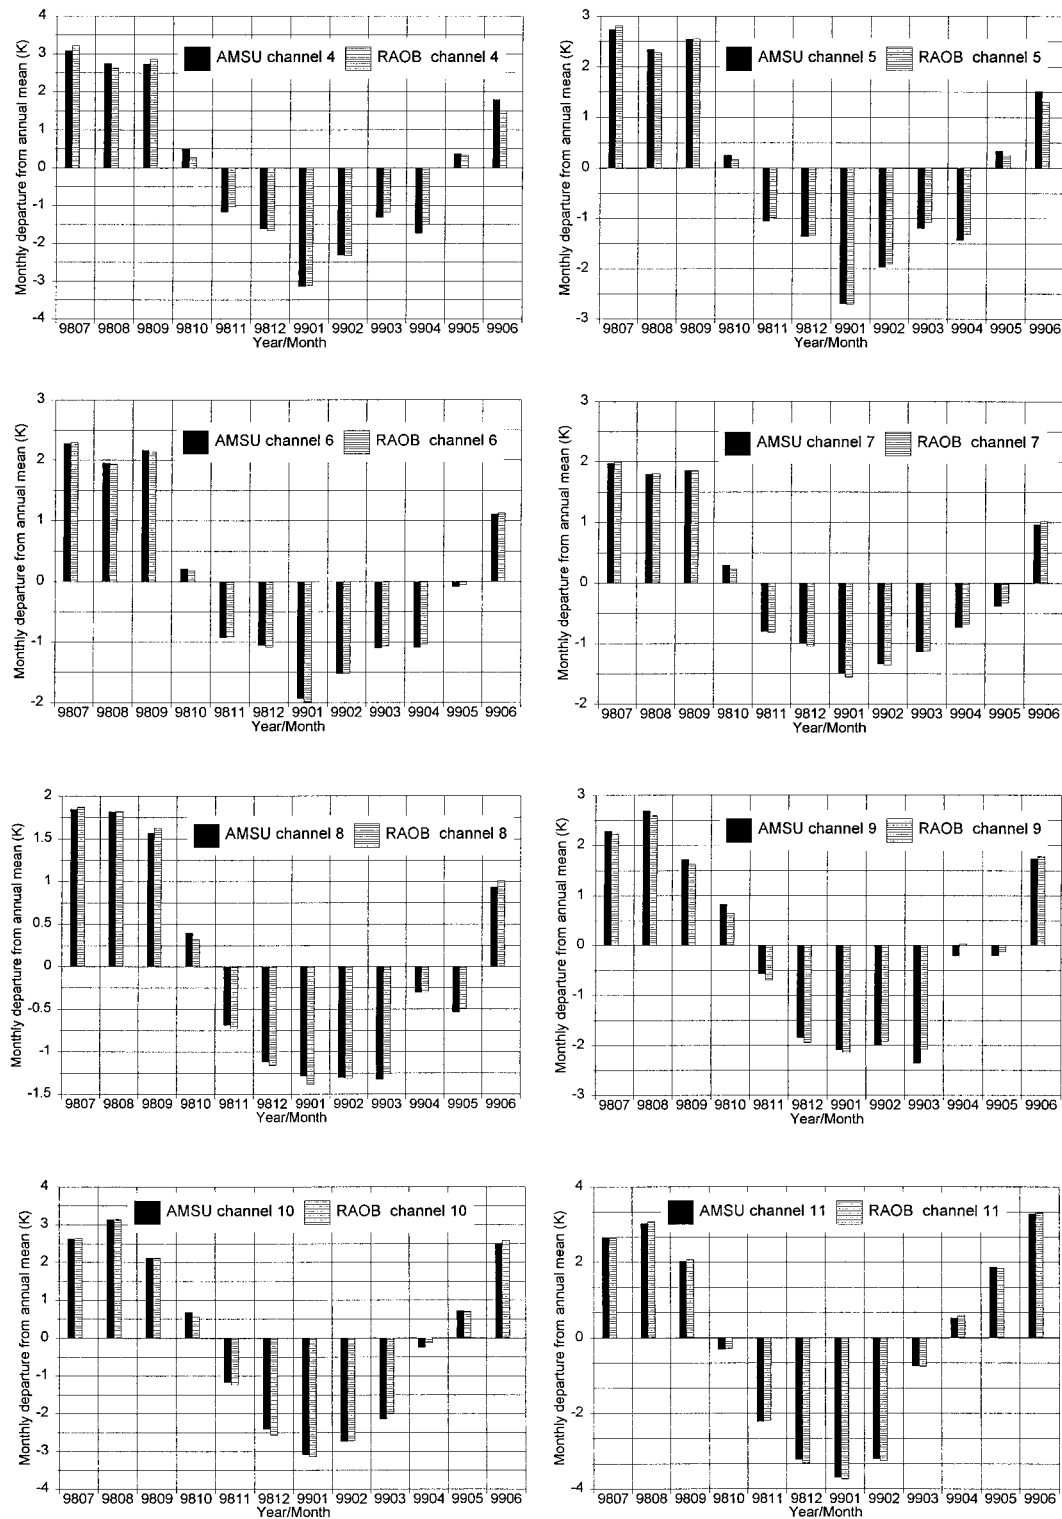 AMSU channel 4 RAOB channel 4
Monthly departure from annual mean (K)
4
3
2
1
0
-1
-2
-3
-4
9807 9808 9809 9810 9811 9812 9901 9902 9903 9904 9905 9906
Year/Month
AMSU channel 5 RAOB channel 5
Monthly departure from annual mean (K)
3
2
1
0
-1
-2
-3
9807 9808 9809 9810 9811 9812 9901 9902 9903 9904 9905 9906
Year/Month
AMSU channel 6 RAOB channel 6
Monthly departure from annual mean (K)
3
2
1
0
-1
-2
9807 9808 9809 9810 9811 9812 9901 9902 9903 9904 9905 9906
Year/Month
AMSU channel 7 RAOB channel 7
Monthly departure from annual mean (K)
3
2
1
0
-1
-2
9807 9808 9809 9810 9811 9812 9901 9902 9903 9904 9905 9906
Year/Month
AMSU channel 8 RAOB channel 8
Monthly departure from annual mean (K)
2
1.5
1
0.5
0
-0.5
-1
-1.5
9807 9808 9809 9810 9811 9812 9901 9902 9903 9904 9905 9906
Year/Month
AMSU channel 9 RAOB channel 9
Monthly departure from annual mean (K)
3
2
1
0
-1
-2
-3
9807 9808 9809 9810 9811 9812 9901 9902 9903 9904 9905 9906
Year/Month
AMSU channel 10 RAOB channel 10
Monthly departure from annual mean (K)
4
3
2
1
0
-1
-2
-3
-4
9807 9808 9809 9810 9811 9812 9901 9902 9903 9904 9905 9906
Year/Month
AMSU channel 11 RAOB channel 11
Monthly departure from annual mean (K)
4
2
0
-2
-4
9807 9808 9809 9810 9811 9812 9901 9902 9903 9904 9905 9906
Year/Month